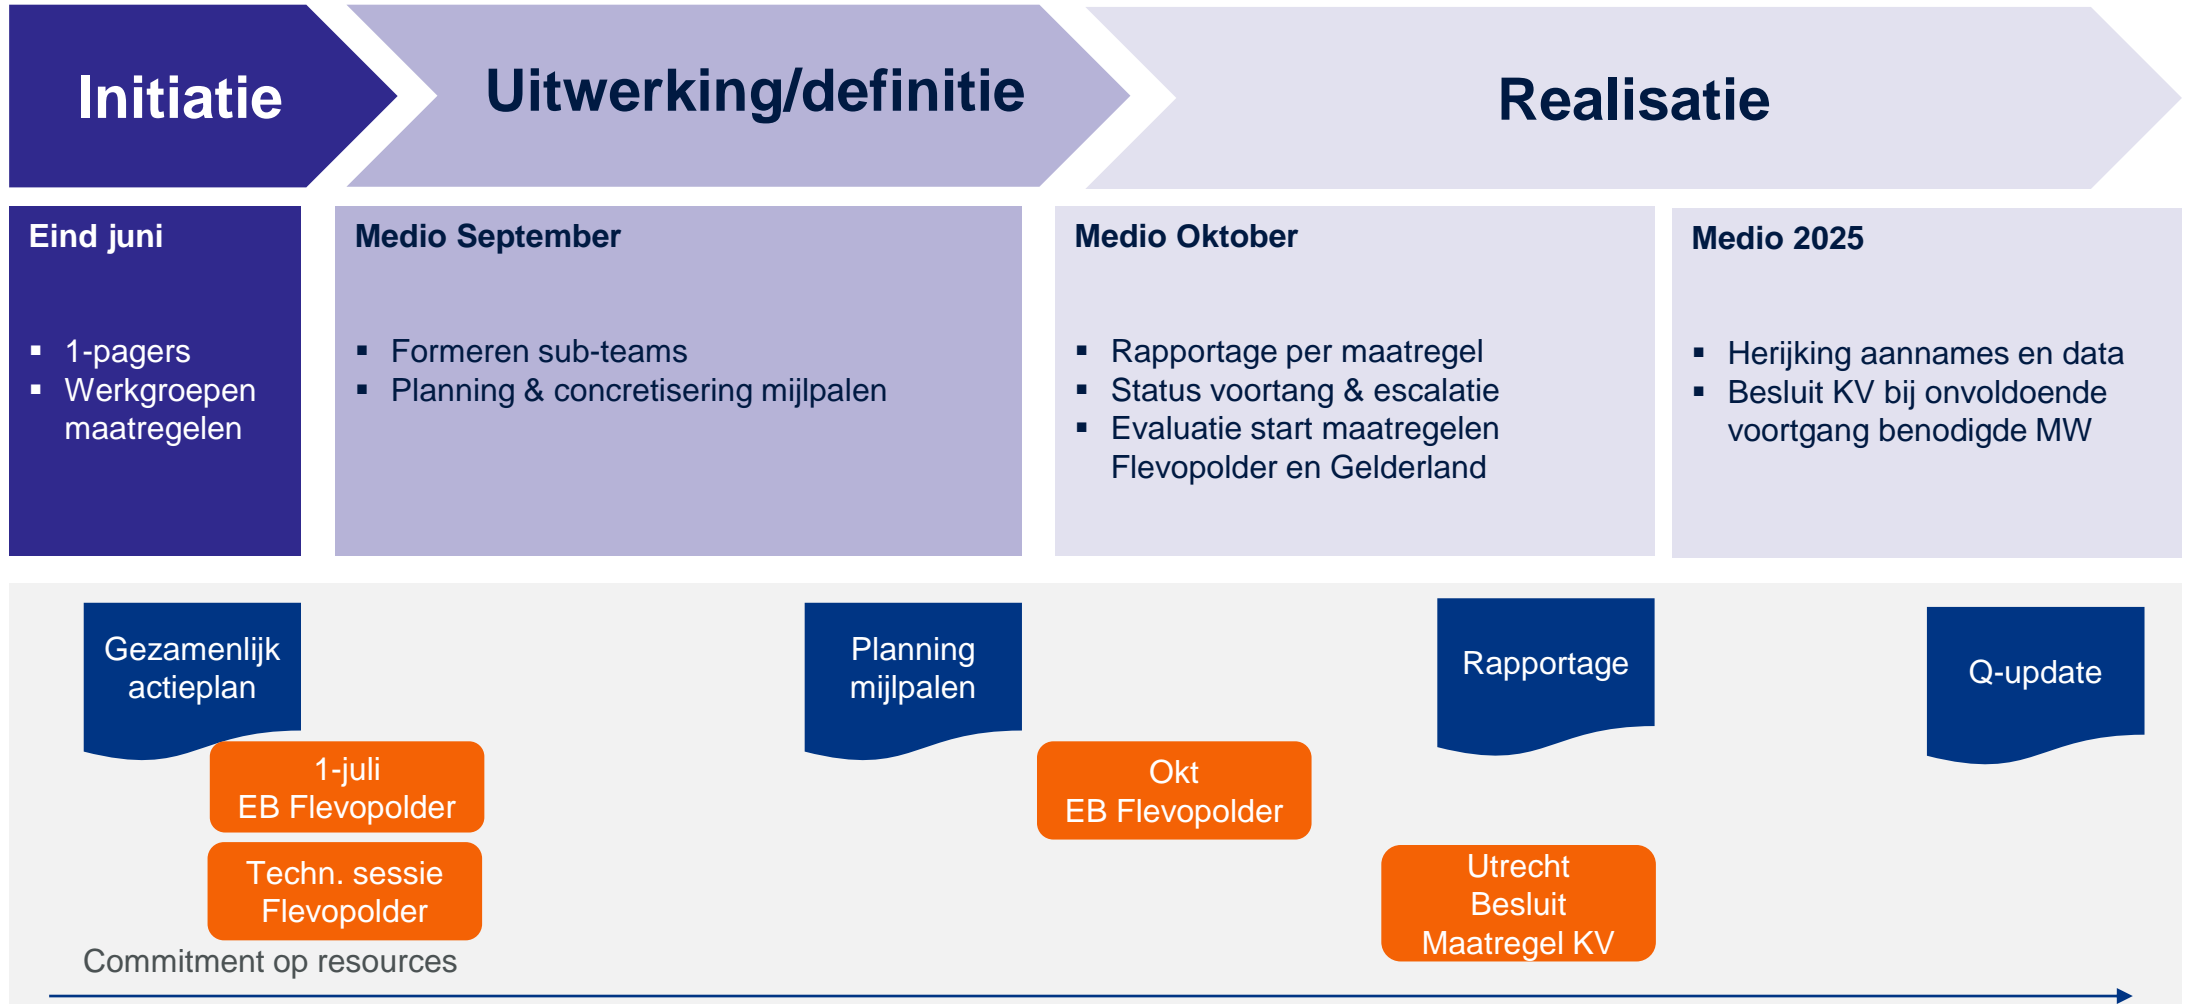 Initiatie
Uitwerking/definitie
Realisatie
Eind juni
▪ 1-pagers
▪ Werkgroepen
maatregelen
Medio September
▪ Formeren sub-teams
▪ Planning & concretisering mijlpalen
Medio Oktober
▪ Rapportage per maatregel
▪ Status voortang & escalatie
▪ Evaluatie start maatregelen
Flevopolder en Gelderland
Medio 2025
▪ Herijking aannames en data
▪ Besluit KV bij onvoldoende
voortgang benodigde MW
Gezamenlijk
actieplan
Planning
mijlpalen
Rapportage
Q-update
1-juli
EB Flevopolder
Okt
EB Flevopolder
Techn. sessie
Flevopolder
Utrecht
Besluit
Maatregel KV
Commitment op resources